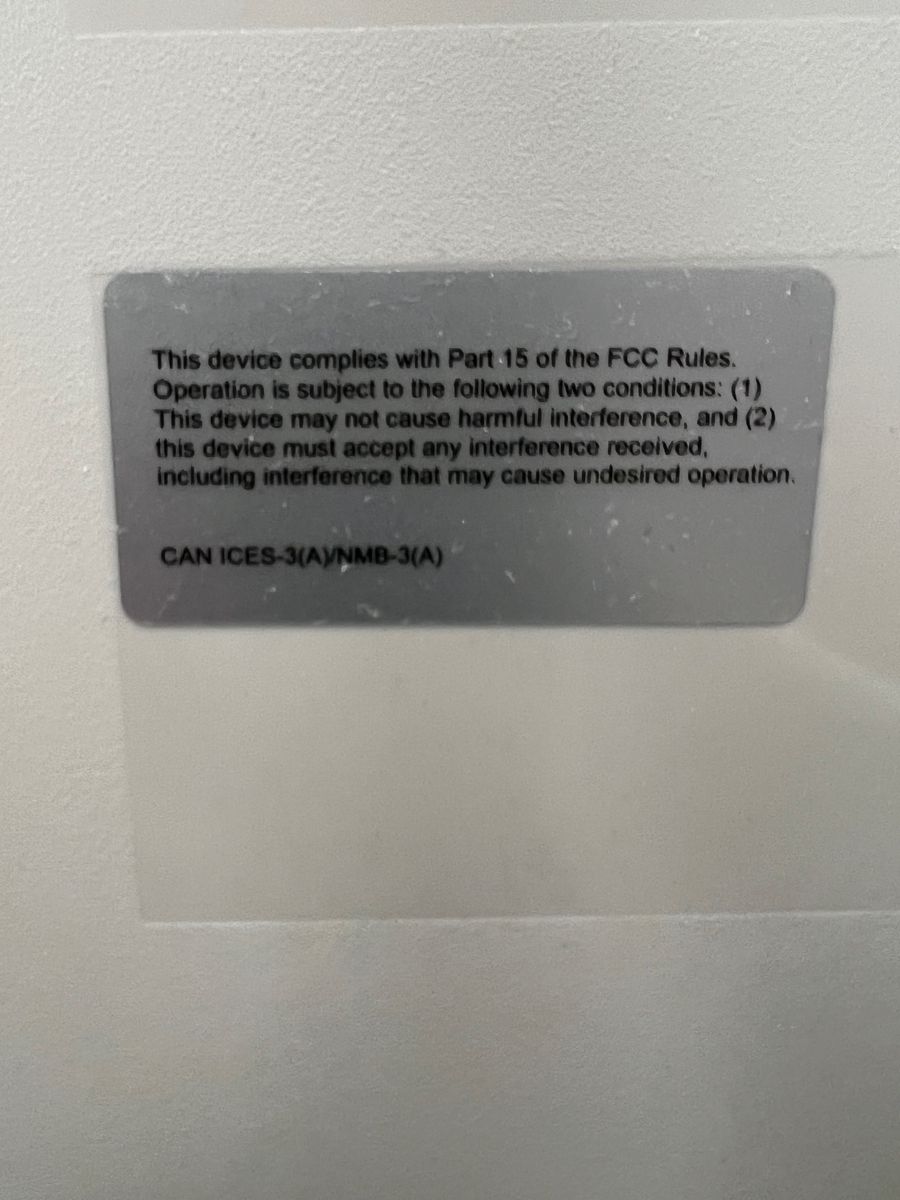 This device complies with Part 15 of the FCC Rules.
Operation is subject to the following two conditions: (1)
This device may not cause harmful interference, and (2)
this device must accept any interference received,
including interference that may cause undesired operation.
CAN ICES-3(A)/NMB-3(A)